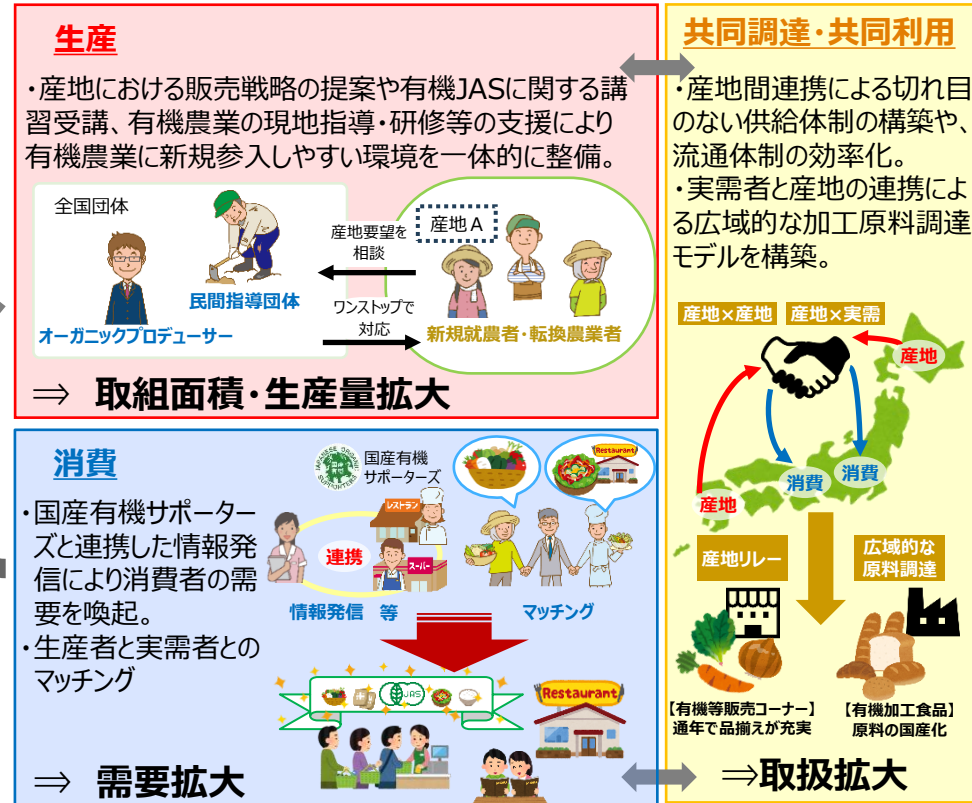 生産
・産地における販売戦略の提案や有機JASに関する講
習受講、有機農業の現地指導・研修等の支援により
有機農業に新規参入しやすい環境を一体的に整備。
全国団体
民間指導団体
オーガニックプロデューサー
産地要望を
相談
ワンストップで
対応
産地A
新規就農者・転換農業者
⇒ 取組面積・生産量拡大
消費
・国産有機サポーター
ズと連携した情報発
信により消費者の需
要を喚起。
・生産者と実需者との
マッチング
JAPANESE ORGANIC
SUPPORTERS
国産有機
サポーターズ
レストラン
連携
スーパー
情報発信 等
Restaurant
マッチング
JAS
Restaurant
⇒ 需要拡大
共同調達・共同利用
・産地間連携による切れ目
のない供給体制の構築や、
流通体制の効率化。
・実需者と産地の連携によ
る広域的な加工原料調達
モデルを構築。
産地×産地
産地×実需
産地
消費
消費
産地
産地リレー
広域的な
原料調達
【有機等販売コーナー】
通年で品揃えが充実
【有機加工食品】
原料の国産化
⇒取扱拡大